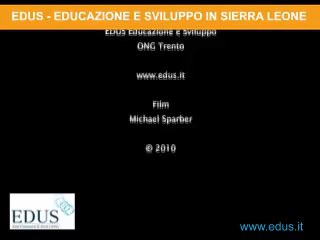 EDUS - EDUCAZIONE E SVILUPPO IN SIERRA LEONE
EDUS Educazione e Sviluppo
ONG Trento
www.edus.it
Film
Michael Sparber
© 2010
EDUS
www.edus.it